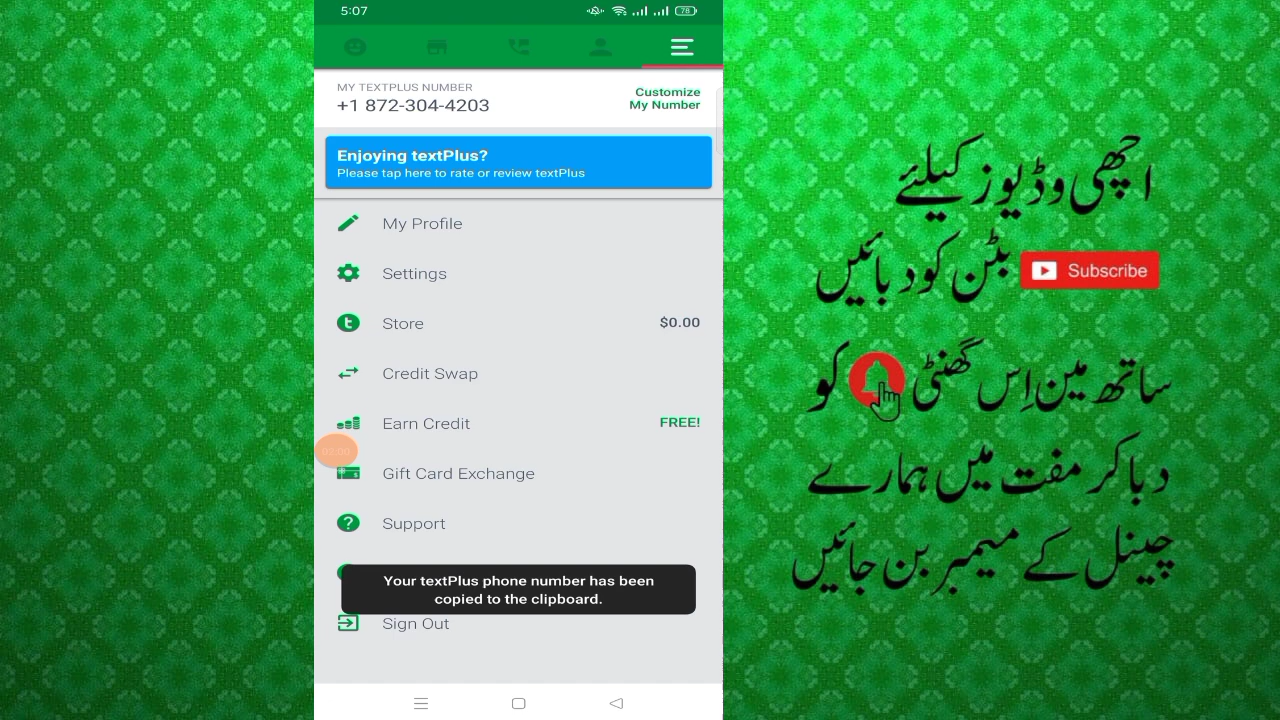 5:07
78
MY TEXTPLUS NUMBER
+1 872-304-4203
Customize
My Number
Enjoying textPlus?
Please tap here to rate or review textPlus
My Profile
Settings
Store $0.00
Credit Swap
Earn Credit FREE!
02:00
Gift Card Exchange
Support
Your textPlus phone number has been
copied to the clipboard.
Sign Out
اچھی وڈیوز کیلئے
Subscribe بٹن کو دبائیں
ساتھ مین اِس گھنٹی کو
دبا کر مفت میں ہمارے
چینل کے میمبر بن جائیں